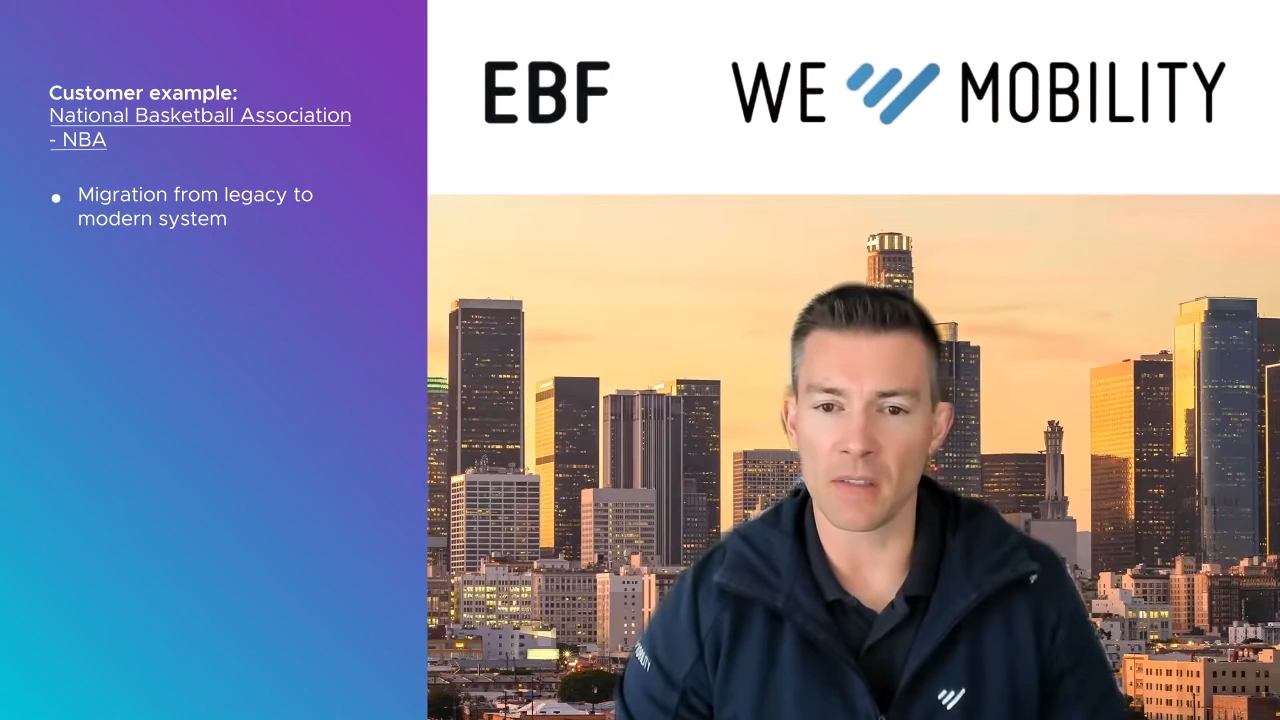 Customer example:
National Basketball Association
- NBA
Migration from legacy to
modern system
EBF
WE MOBILITY